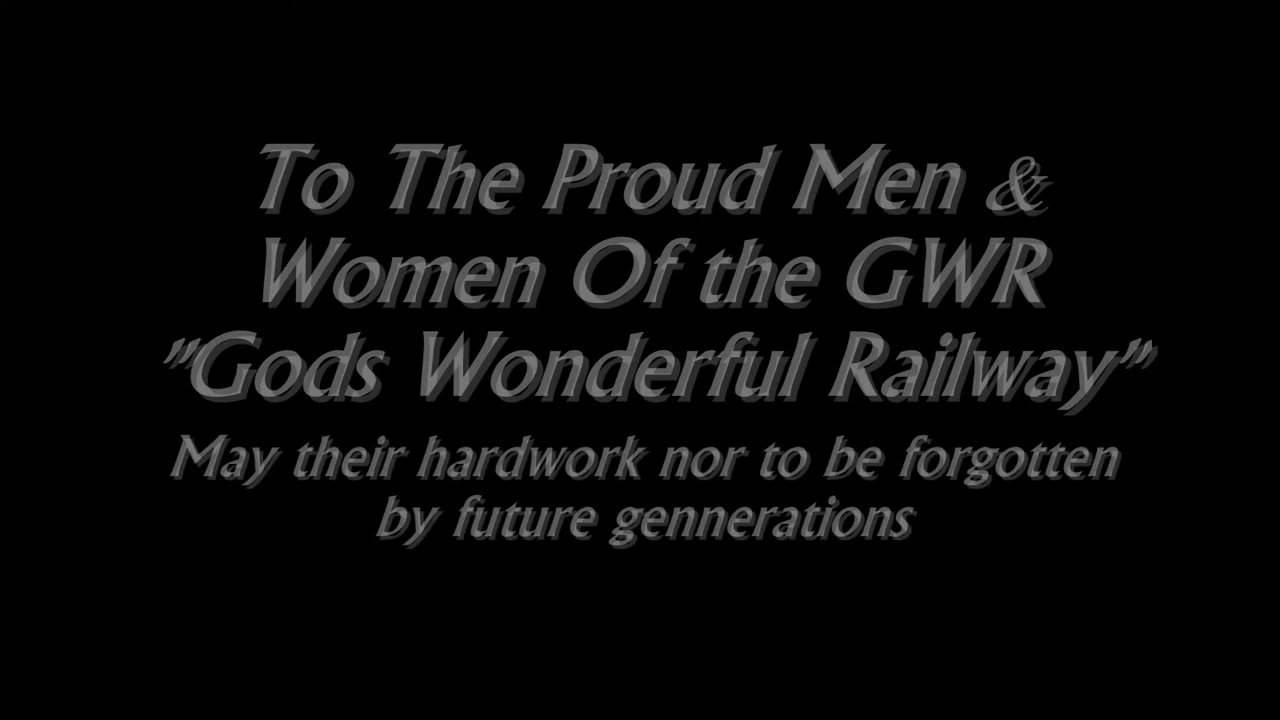 To The Proud Men &
Women Of the GWR
"Gods Wonderful Railway"
May their hardwork nor to be forgotten
by future gennerations